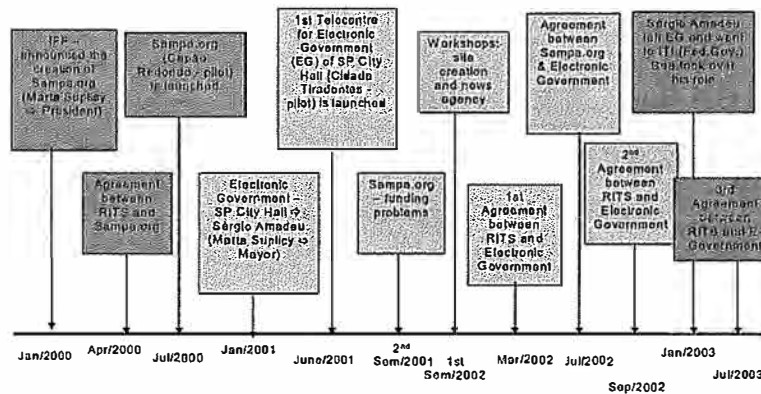 IFF –
announced the
creation of
Sampa.org
(Marta Suplicy
⇨ President)
Sampa.org
(Capão
Redondo - pilot)
is launched
1st Telecentre
for Electronic
Government
(EG) of SP City
Hall (Cidade
Tiradentes -
pilot) is launched
Workshops:
site
creation
and news
agency
Agreement
between
Sampa.org
& Electronic
Government
Sérgio Amadeu
left EG and went
to ITI (Fed.Gov.)
took over
his role
Agreement
between
RITS and
Sampa.org
Electronic
Government –
SP City Hall ⇨
Sérgio Amadeu
(Marta Suplicy ⇨
Mayor)
Sampa.org
– funding
problems
1st
Agreement
between
RITS and
Electronic
Government
2nd
Agreement
between
RITS and
Electronic
Government
3rd
Agreement
between
RITS and E-
Government
Jan/2000
Apr/2000
Jul/2000
Jan/2001
June/2001
2nd
Sem/2001
1st
Sem/2002
Mar/2002
Jul/2002
Sep/2002
Jan/2003
Jul/2003